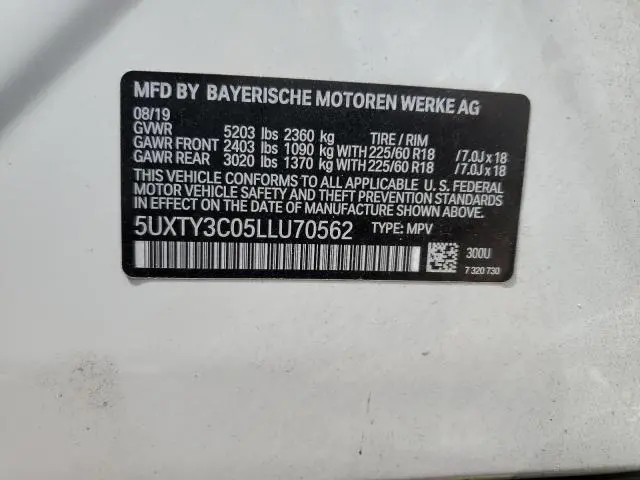 MFD BY BAYERISCHE MOTOREN WERKE AG
08/19
GVWR 5203 lbs 2360 kg TIRE / RIM
GAWR FRONT 2403 lbs 1090 kg WITH 225/60 R18 /7.0J x 18
GAWR REAR 3020 lbs 1370 kg WITH 225/60 R18 /7.0J x 18
THIS VEHICLE CONFORMS TO ALL APPLICABLE U. S. FEDERAL
MOTOR VEHICLE SAFETY AND THEFT PREVENTION STANDARDS
IN EFFECT ON THE DATE OF MANUFACTURE SHOWN ABOVE.
5UXTY3C05LLU70562 TYPE: MPV
300U
7 320 730